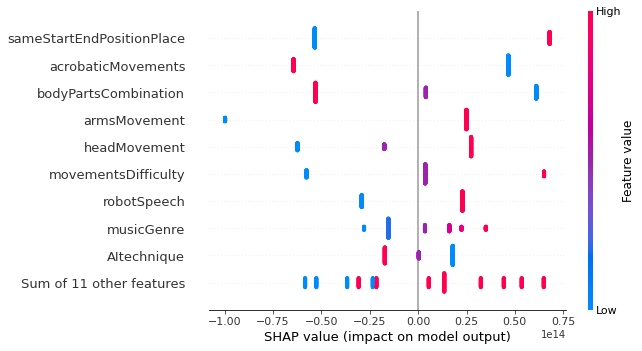 High
sameStartEndPositionPlace
acrobaticMovements
bodyPartsCombination
armsMovement
headMovement
movementsDifficulty
robotSpeech
musicGenre
AItechnique
Sum of 11 other features
Feature value
Low
−1.00 −0.75 −0.50 −0.25 0.00 0.25 0.50 0.75
1e14
SHAP value (impact on model output)